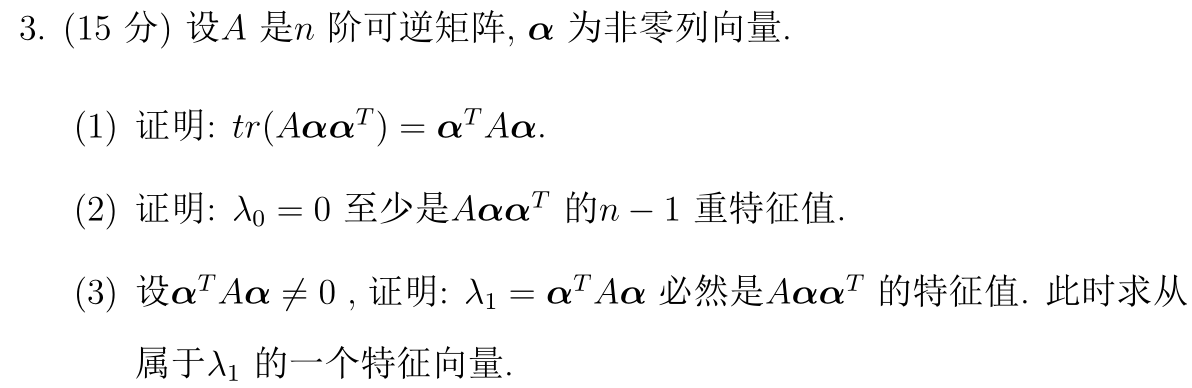 3. (15 分) 设A 是n 阶可逆矩阵, α 为非零列向量.
(1) 证明: tr(Aαα^T) = α^T Aα.
(2) 证明: λ_0 = 0 至少是Aαα^T 的n − 1 重特征值.
(3) 设α^T Aα ≠ 0 , 证明: λ_1 = α^T Aα 必然是Aαα^T 的特征值. 此时求从
属于λ_1 的一个特征向量.